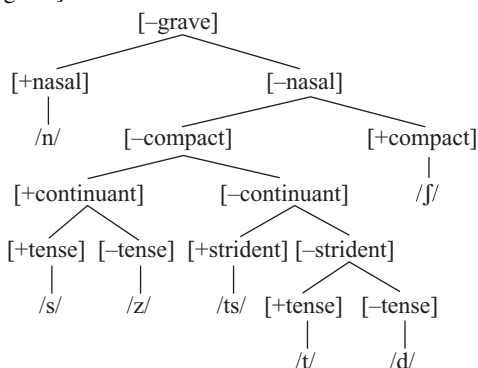 [–grave]
[+nasal] [–nasal]
/n/ [–compact] [+compact]
[+continuant] [–continuant] /ʃ/
[+tense] [–tense] [+strident] [–strident]
/s/ /z/ /ts/ [+tense] [–tense]
/t/ /d/